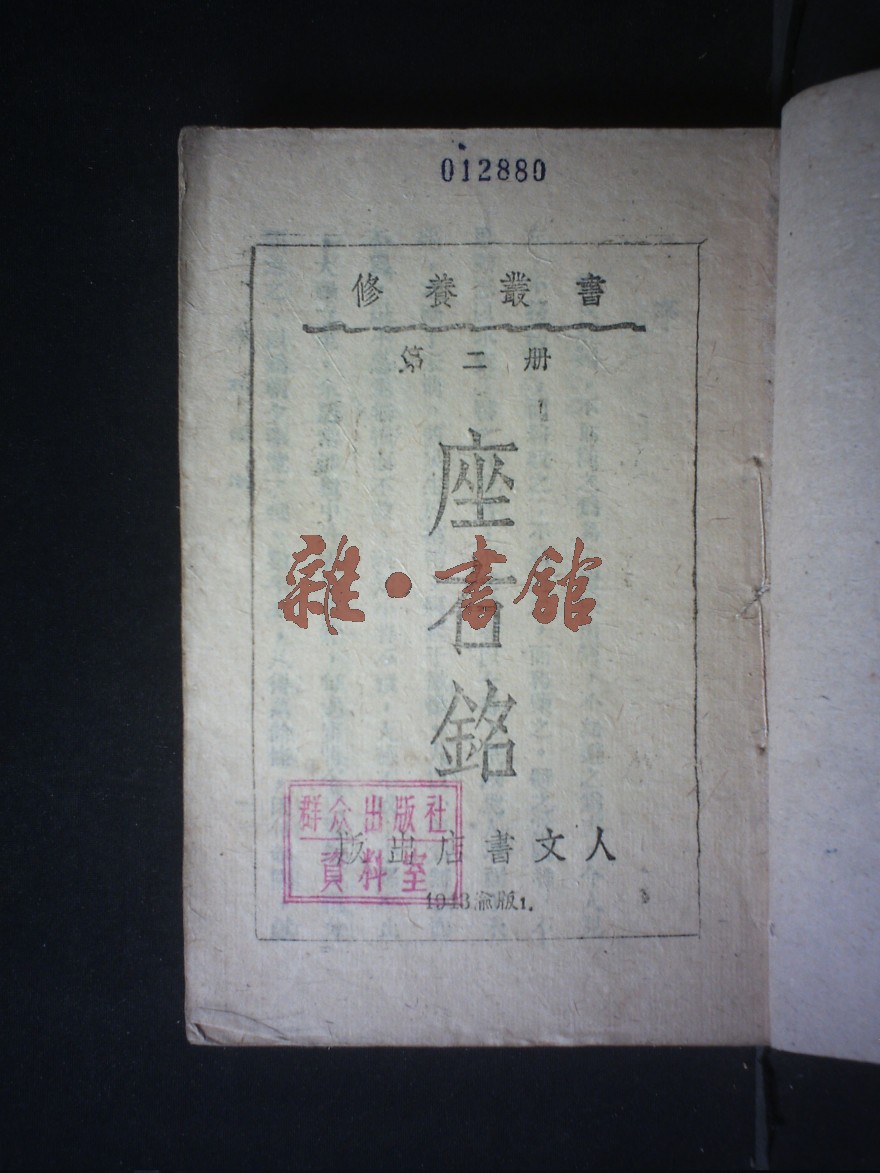 012880
修養叢書
第二册
座右銘
雜·書舘
群众出版社
資料室
版出店書文人
1943渝版1.